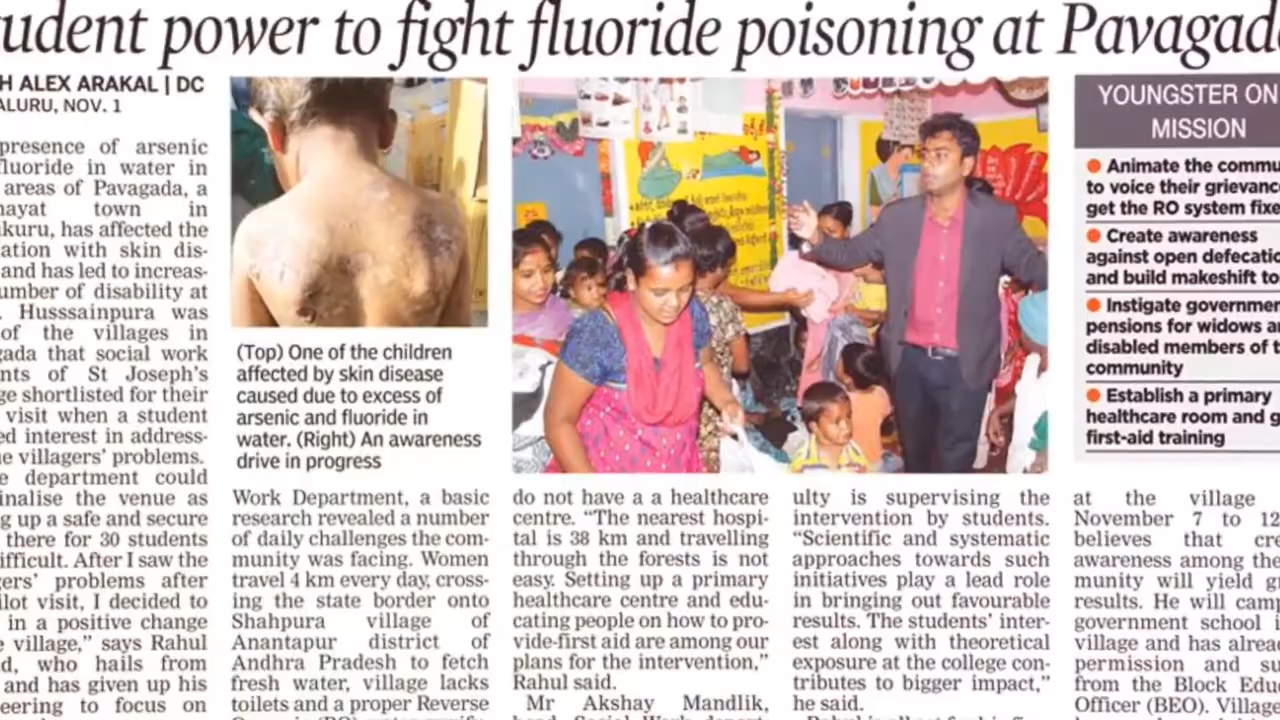 udent power to fight fluoride poisoning at Pavagad
H ALEX ARAKAL | DC
ALURU, NOV. 1
presence of arsenic
fluoride in water in
areas of Pavagada, a
hayat town in
akuru, has affected the
ation with skin dis-
and has led to increas-
umber of disability at
. Husssainpura was
of the villages in
gada that social work
nts of St Joseph's
ge shortlisted for their
visit when a student
ed interest in address-
e villagers' problems.
e department could
inalise the venue as
g up a safe and secure
there for 30 students
ifficult. After I saw the
gers' problems after
ilot visit, I decided to
in a positive change
e village," says Rahul
d, who hails from
and has given up his
eering to focus on
(Top) One of the children
affected by skin disease
caused due to excess of
arsenic and fluoride in
water. (Right) An awareness
drive in progress
Work Department, a basic
research revealed a number
of daily challenges the com-
munity was facing. Women
travel 4 km every day, cross-
ing the state border onto
Shahpura village of
Anantapur district of
Andhra Pradesh to fetch
fresh water, village lacks
toilets and a proper Reverse
do not have a a healthcare
centre. "The nearest hospi-
tal is 38 km and travelling
through the forests is not
easy. Setting up a primary
healthcare centre and edu-
cating people on how to pro-
vide-first aid are among our
plans for the intervention,"
Rahul said.
Mr Akshay Mandlik,
ulty is supervising the
intervention by students.
"Scientific and systematic
approaches towards such
initiatives play a lead role
in bringing out favourable
results. The students' inter-
est along with theoretical
exposure at the college con-
tributes to bigger impact,"
he said.
YOUNGSTER ON
MISSION
Animate the commu
to voice their grievanc
get the RO system fixe
Create awareness
against open defecatio
and build makeshift to
Instigate governmen
pensions for widows a
disabled members of t
community
Establish a primary
healthcare room and g
first-aid training
at the village
November 7 to 12
believes that cre
awareness among the
munity will yield g
results. He will cam
government school i
village and has alrea
permission and su
from the Block Edu
Officer (BEO). Village